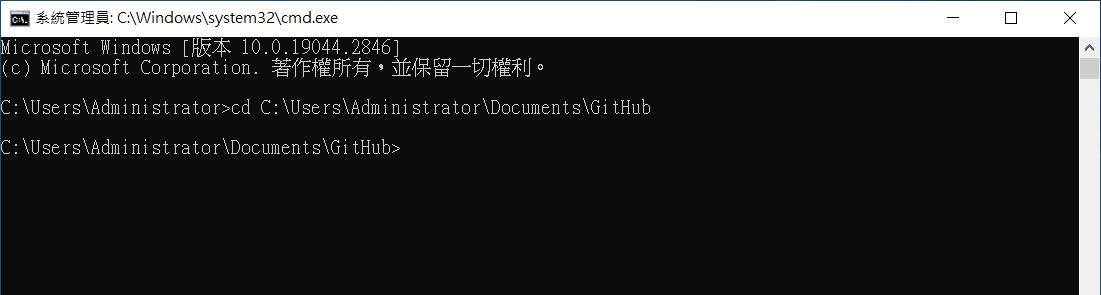 系統管理員: C:\Windows\system32\cmd.exe
Microsoft Windows [版本 10.0.19044.2846]
(c) Microsoft Corporation. 著作權所有，並保留一切權利。
C:\Users\Administrator>cd C:\Users\Administrator\Documents\GitHub
C:\Users\Administrator\Documents\GitHub>